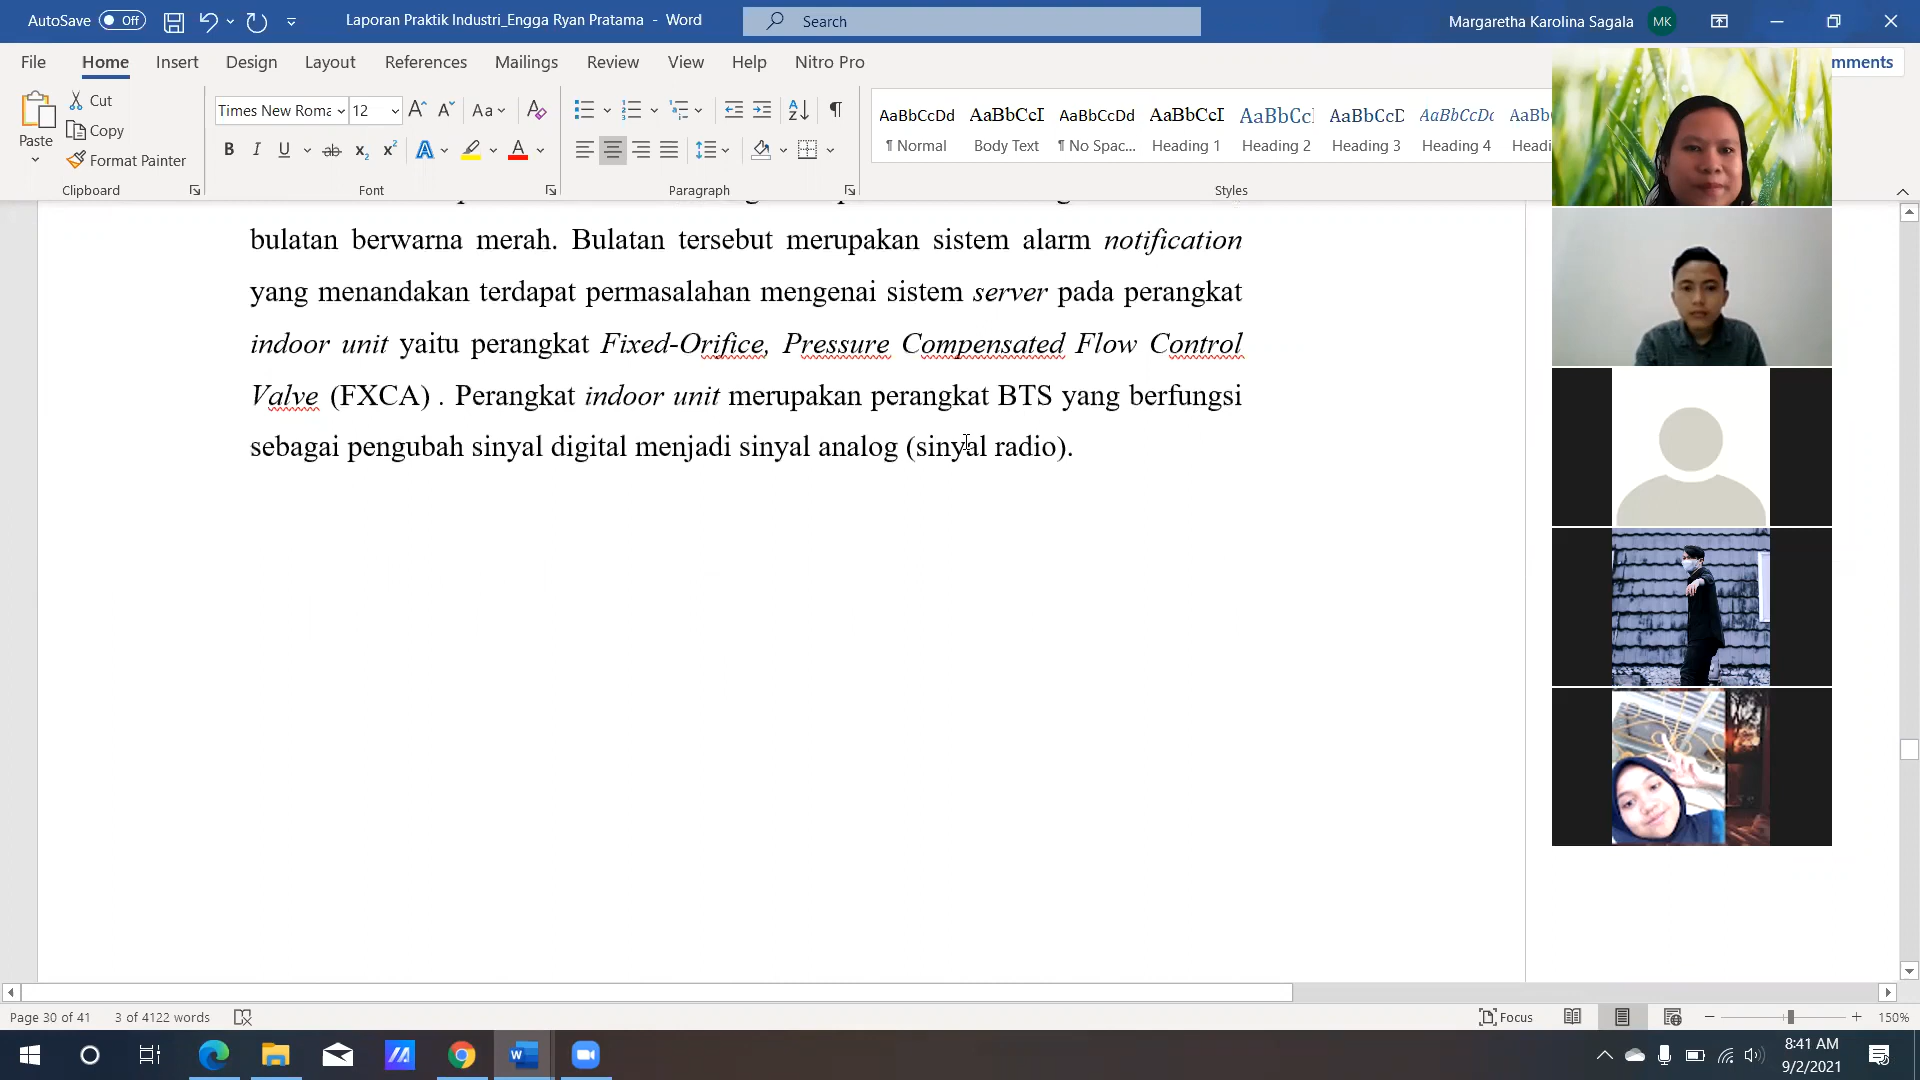 AutoSave Off Laporan Praktik Industri_Engga Ryan Pratama - Word Search Margaretha Karolina Sagala MK
File Home Insert Design Layout References Mailings Review View Help Nitro Pro mments
Paste Cut
Copy
Format Painter
Times New Roma 12
AaBbCcDd AaBbCcI AaBbCcDd AaBbCcI AaBbCcI AaBbCcD AaBbCcDc AaBb
¶ Normal Body Text ¶ No Spac... Heading 1 Heading 2 Heading 3 Heading 4 Headi
Clipboard Font Paragraph Styles
bulatan berwarna merah. Bulatan tersebut merupakan sistem alarm notification
yang menandakan terdapat permasalahan mengenai sistem server pada perangkat
indoor unit yaitu perangkat Fixed-Orifice, Pressure Compensated Flow Control
Valve (FXCA) . Perangkat indoor unit merupakan perangkat BTS yang berfungsi
sebagai pengubah sinyal digital menjadi sinyal analog (sinyal radio).
Page 30 of 41 3 of 4122 words Focus 150%
8:41 AM
9/2/2021